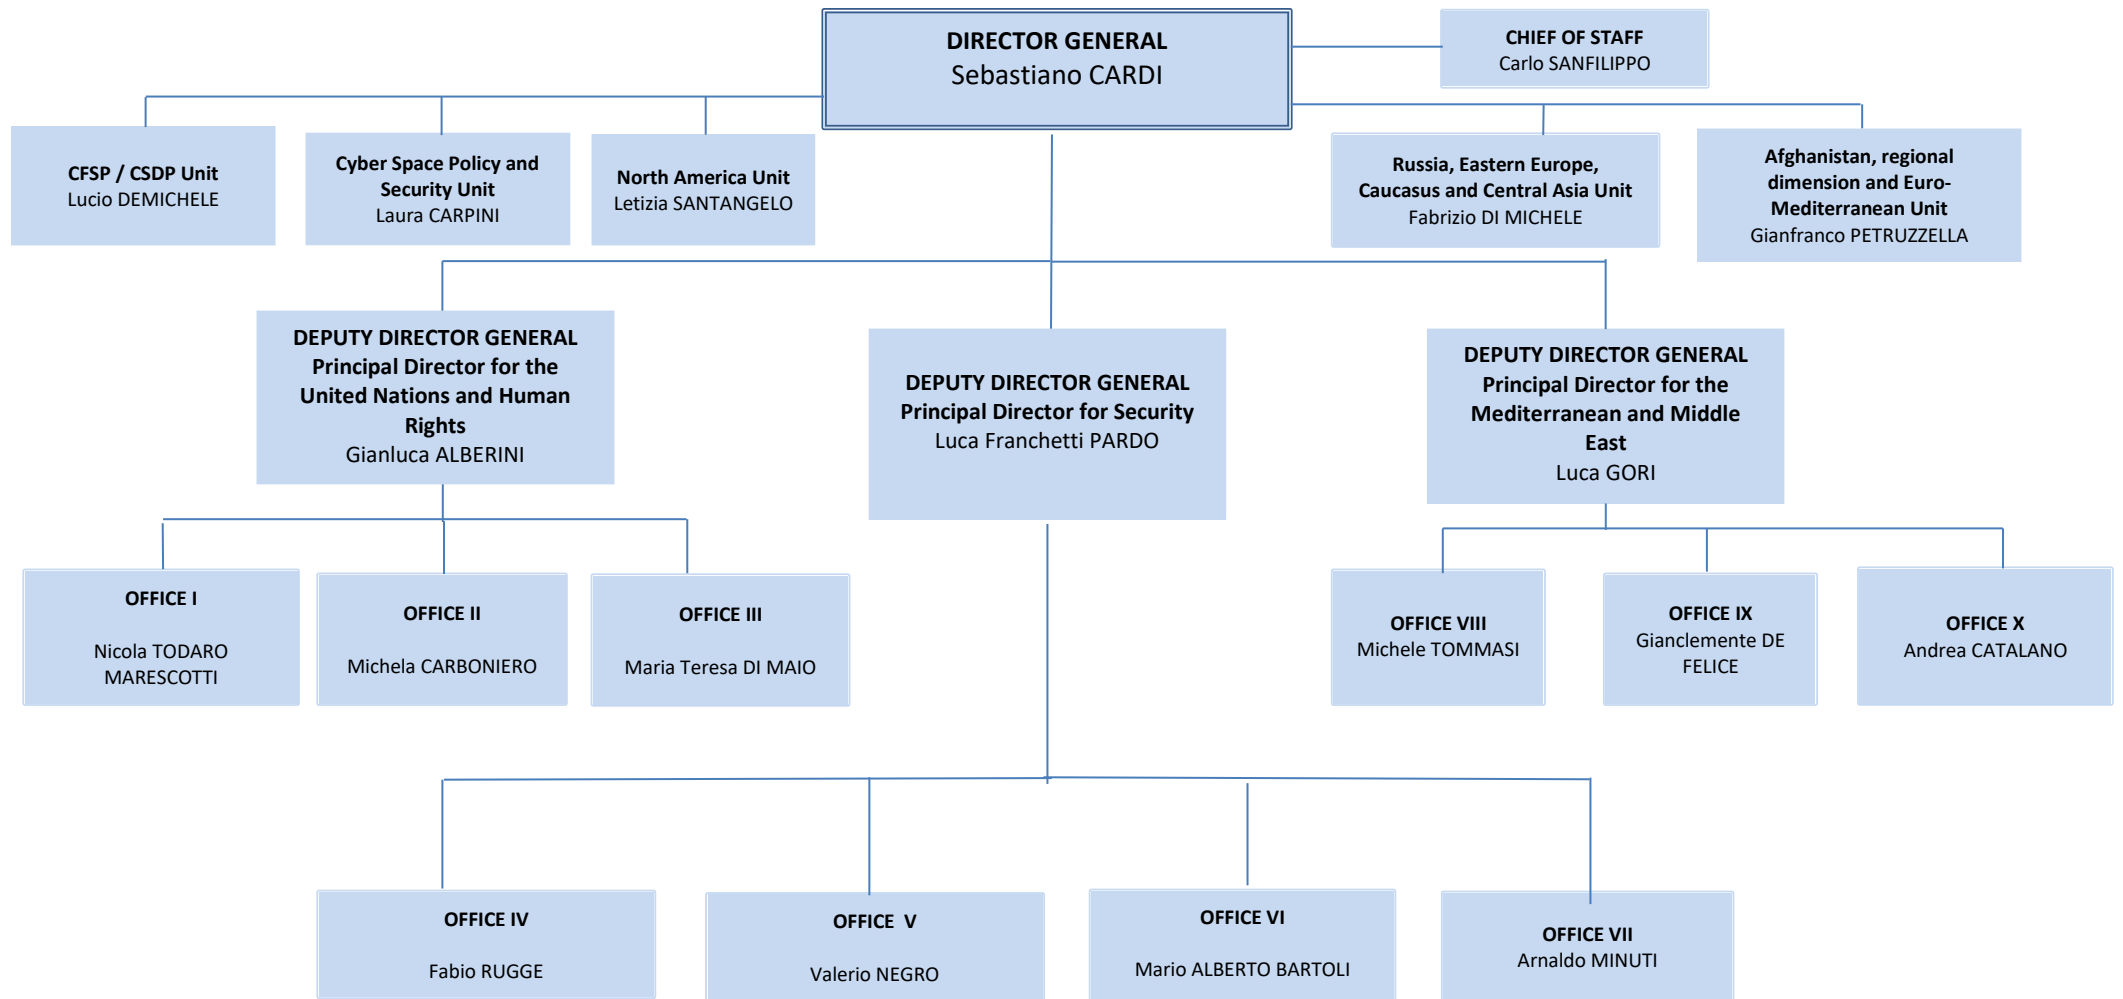 DIRECTOR GENERAL
Sebastiano CARDI
CHIEF OF STAFF
Carlo SANFILIPPO
CFSP / CSDP Unit
Lucio DEMICHELE
Cyber Space Policy and
Security Unit
Laura CARPINI
North America Unit
Letizia SANTANGELO
Russia, Eastern Europe,
Caucasus and Central Asia Unit
Fabrizio DI MICHELE
Afghanistan, regional
dimension and Euro-
Mediterranean Unit
Gianfranco PETRUZZELLA
DEPUTY DIRECTOR GENERAL
Principal Director for the
United Nations and Human
Rights
Gianluca ALBERINI
DEPUTY DIRECTOR GENERAL
Principal Director for Security
Luca Franchetti PARDO
DEPUTY DIRECTOR GENERAL
Principal Director for the
Mediterranean and Middle
East
Luca GORI
OFFICE I
Nicola TODARO
MARESCOTTI
OFFICE II
Michela CARBONIERO
OFFICE III
Maria Teresa DI MAIO
OFFICE VIII
Michele TOMMASI
OFFICE IX
Gianclemente DE
FELICE
OFFICE X
Andrea CATALANO
OFFICE IV
Fabio RUGGE
OFFICE V
Valerio NEGRO
OFFICE VI
Mario ALBERTO BARTOLI
OFFICE VII
Arnaldo MINUTI